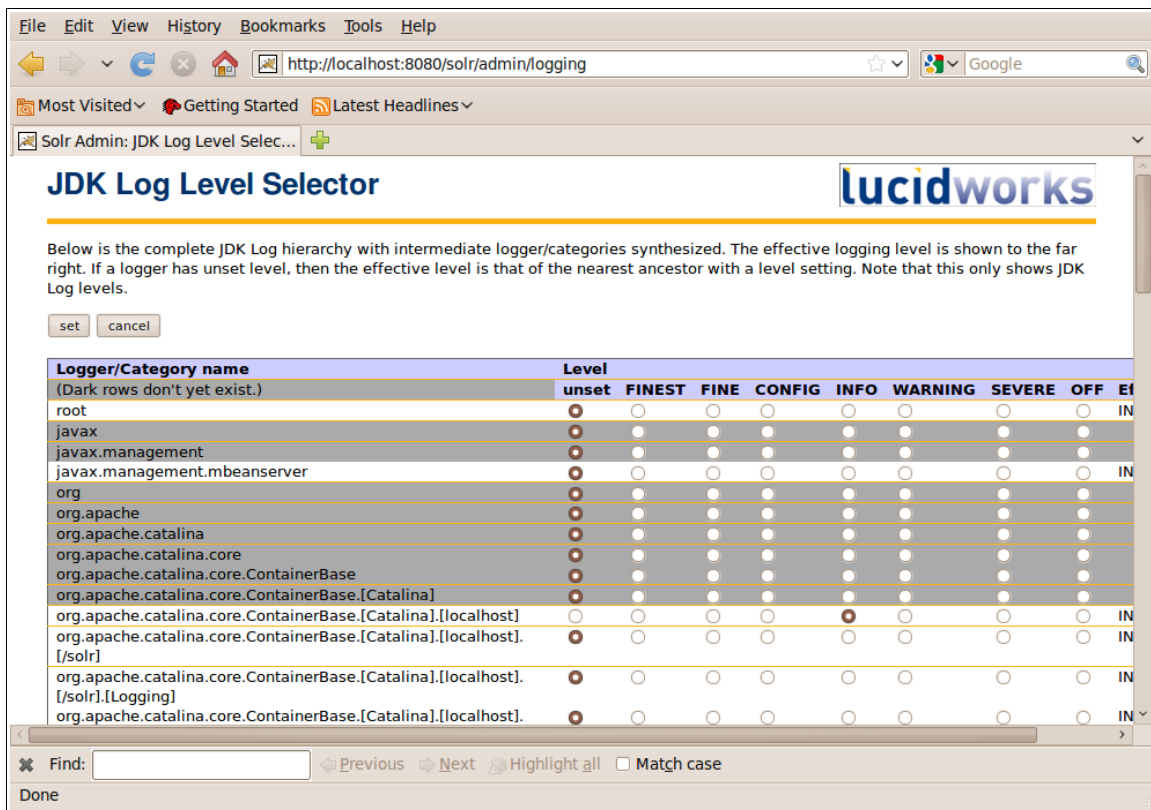 File Edit View History Bookmarks Tools Help
http://localhost:8080/solr/admin/logging
Google
Most Visited Getting Started Latest Headlines
Solr Admin: JDK Log Level Selec...
JDK Log Level Selector
lucidworks
Below is the complete JDK Log hierarchy with intermediate logger/categories synthesized. The effective logging level is shown to the far
right. If a logger has unset level, then the effective level is that of the nearest ancestor with a level setting. Note that this only shows JDK
Log levels.
set cancel
Logger/Category name Level
(Dark rows don't yet exist.) unset FINEST FINE CONFIG INFO WARNING SEVERE OFF Ef
root IN
javax
javax.management
javax.management.mbeanserver IN
org
org.apache
org.apache.catalina
org.apache.catalina.core
org.apache.catalina.core.ContainerBase
org.apache.catalina.core.ContainerBase.[Catalina]
org.apache.catalina.core.ContainerBase.[Catalina].[localhost] IN
org.apache.catalina.core.ContainerBase.[Catalina].[localhost]. IN
[/solr]
org.apache.catalina.core.ContainerBase.[Catalina].[localhost]. IN
[/solr].[Logging]
org.apache.catalina.core.ContainerBase.[Catalina].[localhost]. IN
Find: Previous Next Highlight all Match case
Done